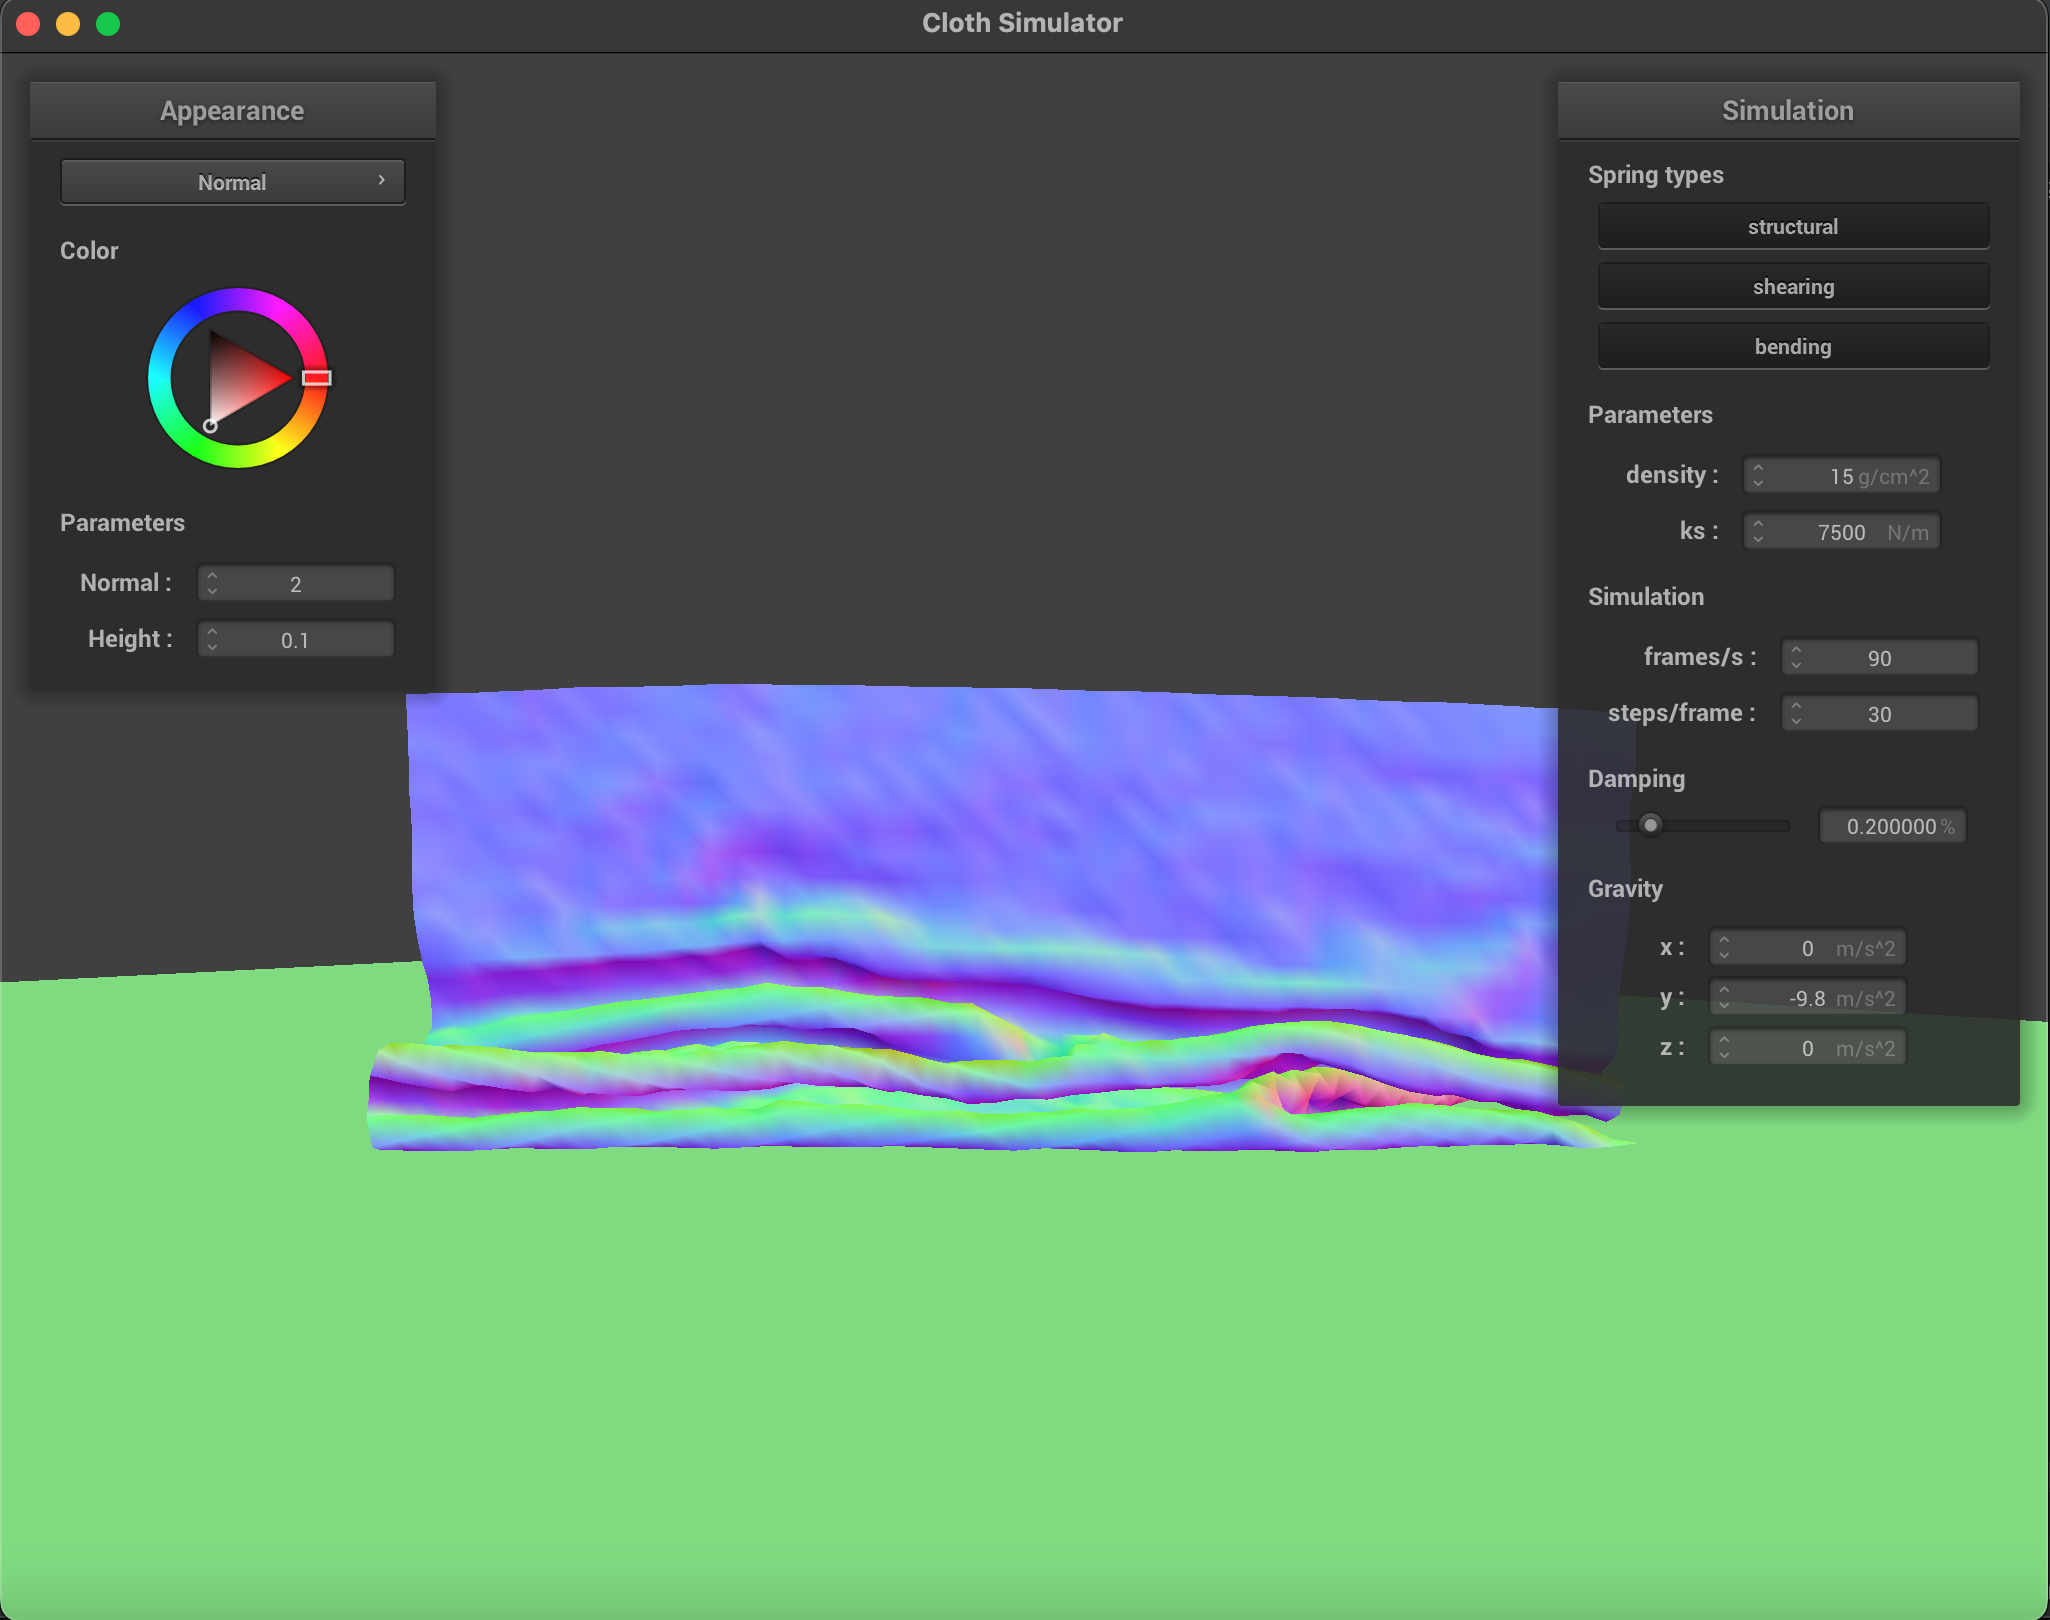 Cloth Simulator
Appearance
Normal
Color
Parameters
Normal : 2
Height : 0.1
Simulation
Spring types
structural
shearing
bending
Parameters
density : 15 g/cm^2
ks : 7500 N/m
Simulation
frames/s : 90
steps/frame : 30
Damping
0.200000 %
Gravity
x : 0 m/s^2
y : -9.8 m/s^2
z : 0 m/s^2